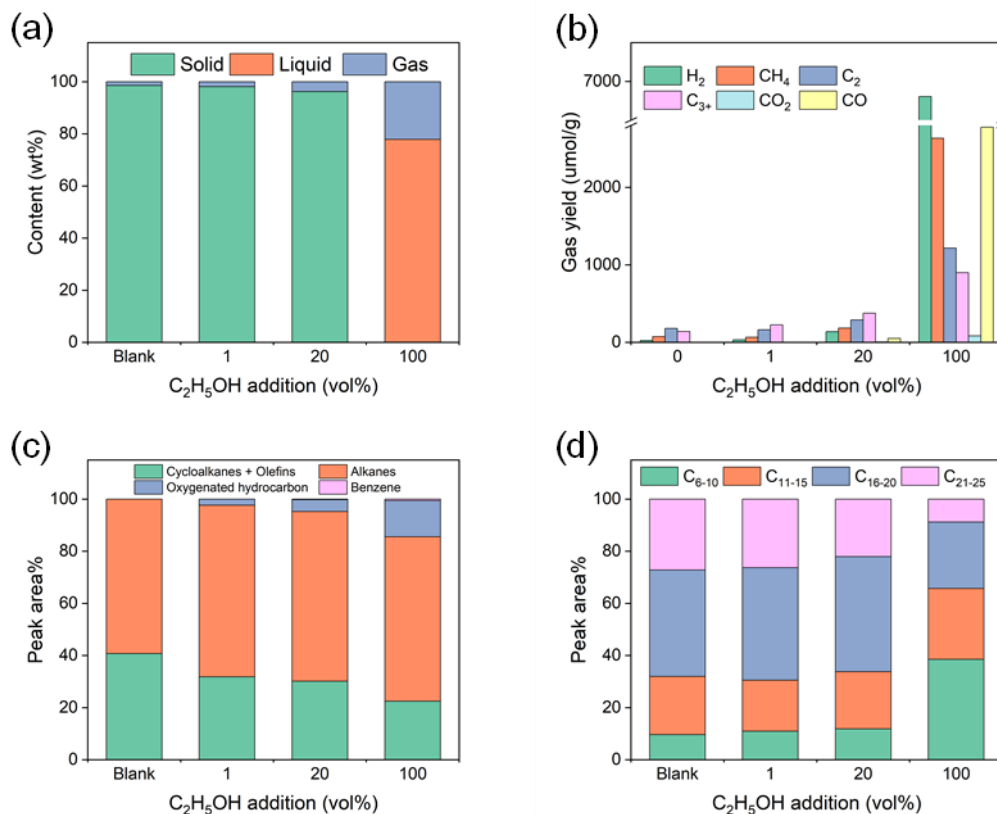 (a)
Solid Liquid Gas
100
80
60
40
20
0
Content (wt%)
Blank 1 20 100
C₂H₅OH addition (vol%)
(b)
H₂ CH₄ C₂
C₃₊ CO₂ CO
7000
2000
1000
0
Gas yield (umol/g)
0 1 20 100
C₂H₅OH addition (vol%)
(c)
Cycloalkanes + Olefins Alkanes
Oxygenated hydrocarbon Benzene
100
80
60
40
20
0
Peak area%
Blank 1 20 100
C₂H₅OH addition (vol%)
(d)
C₆₋₁₀ C₁₁₋₁₅ C₁₆₋₂₀ C₂₁₋₂₅
100
80
60
40
20
0
Peak area%
Blank 1 20 100
C₂H₅OH addition (vol%)